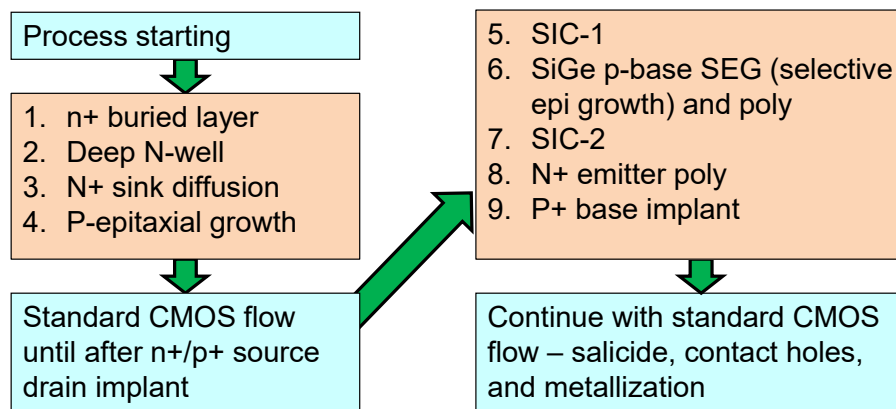 Process starting
1. n+ buried layer
2. Deep N-well
3. N+ sink diffusion
4. P-epitaxial growth
Standard CMOS flow
until after n+/p+ source
drain implant
5. SIC-1
6. SiGe p-base SEG (selective
epi growth) and poly
7. SIC-2
8. N+ emitter poly
9. P+ base implant
Continue with standard CMOS
flow – salicide, contact holes,
and metallization